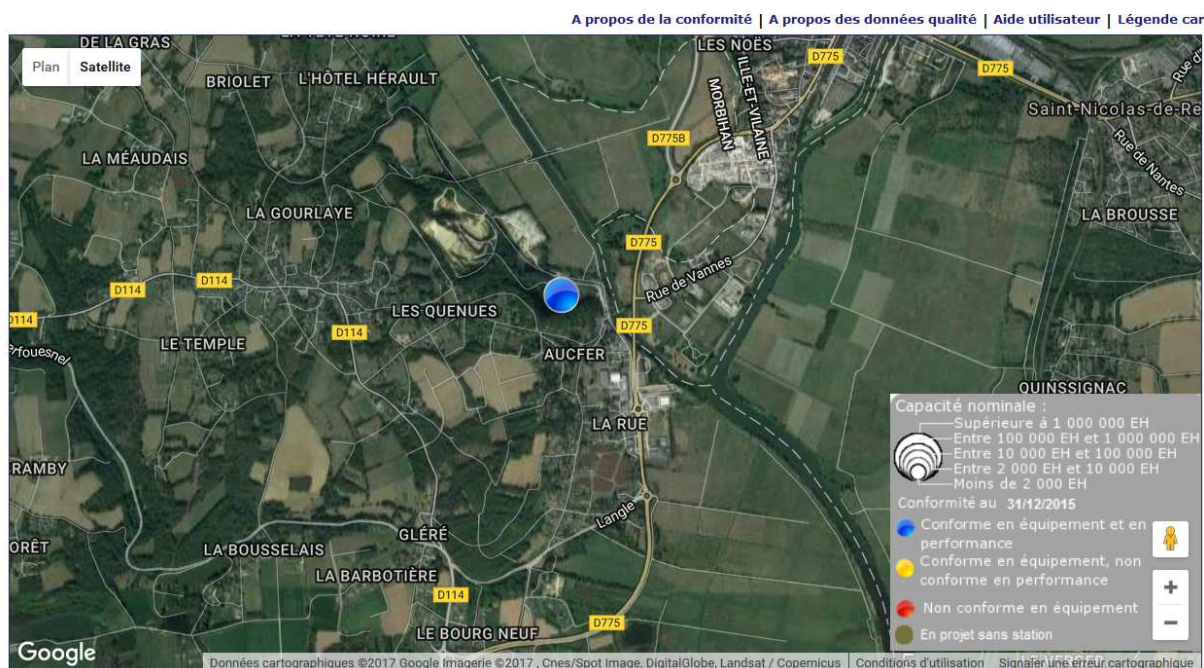 A propos de la conformité | A propos des données qualité | Aide utilisateur | Légende car
Plan Satellite
DE LA GRAS
BRIOLET
L'HÔTEL HÉRAULT
LES NOËS
D775
D775
Rue d'
ILLE-ET-VILAINE
MORBIHAN
Saint-Nicolas-de-Re
D775B
Rue de Nantes
LA MÉAUDAIS
LA GOURLAYE
LA BROUSSE
D775
Rue de Vannes
D114
D114
LES QUENUES
D114
D114
LE TEMPLE
D775
erfouesnel
AUCFER
QUINSSIGNAC
LA RUE
RAMBY
Capacité nominale :
Supérieure à 1 000 000 EH
Entre 100 000 EH et 1 000 000 EH
Entre 10 000 EH et 100 000 EH
Entre 2 000 EH et 10 000 EH
Moins de 2 000 EH
Conformité au 31/12/2015
Conforme en équipement et en
performance
Conforme en équipement, non
conforme en performance
Non conforme en équipement
En projet sans station
+
−
Langle
GLÉRÉ
ORÊT
LA BOUSSELAIS
LA BARBOTIÈRE
D114
D775
LE BOURG NEUF
Google
Données cartographiques ©2017 Google Imagerie ©2017 , Cnes/Spot Image, DigitalGlobe, Landsat / Copernicus
Conditions d'utilisation
Signaler une erreur cartographique